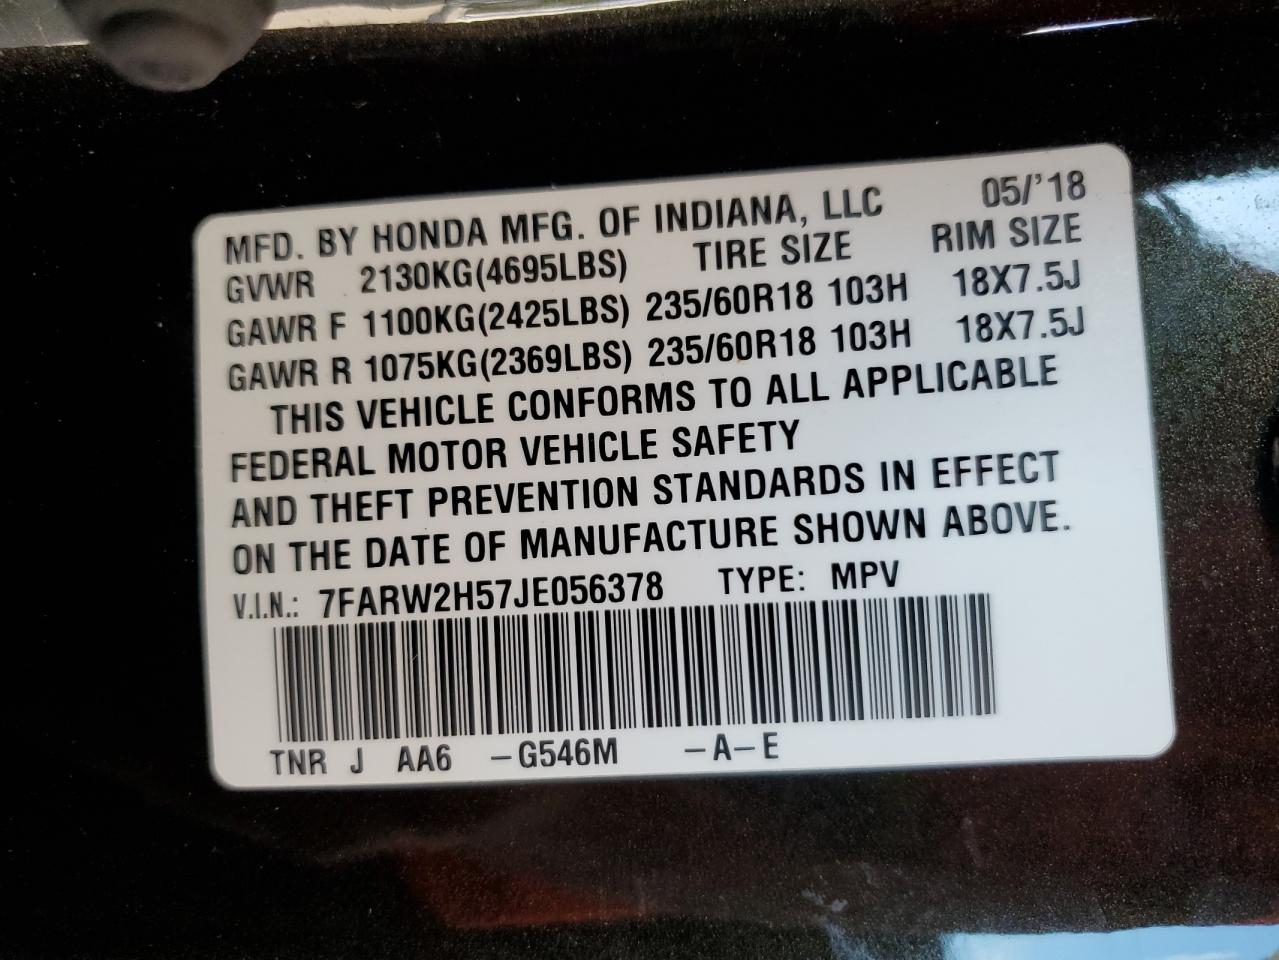 MFD. BY HONDA MFG. OF INDIANA, LLC 05/'18
GVWR 2130KG(4695LBS) TIRE SIZE RIM SIZE
GAWR F 1100KG(2425LBS) 235/60R18 103H 18X7.5J
GAWR R 1075KG(2369LBS) 235/60R18 103H 18X7.5J
THIS VEHICLE CONFORMS TO ALL APPLICABLE
FEDERAL MOTOR VEHICLE SAFETY
AND THEFT PREVENTION STANDARDS IN EFFECT
ON THE DATE OF MANUFACTURE SHOWN ABOVE.
V.I.N.: 7FARW2H57JE056378 TYPE: MPV
TNR J AA6 -G546M -A-E